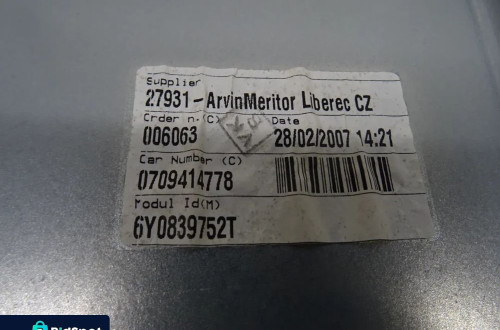 Supplier
27931-ArvinMeritor Liberec CZ
Order n.(C) Date
006063 28/02/2007 14:21
Car Number (C)
0709414778
Modul Id(M)
6Y0839752T
BidSpot